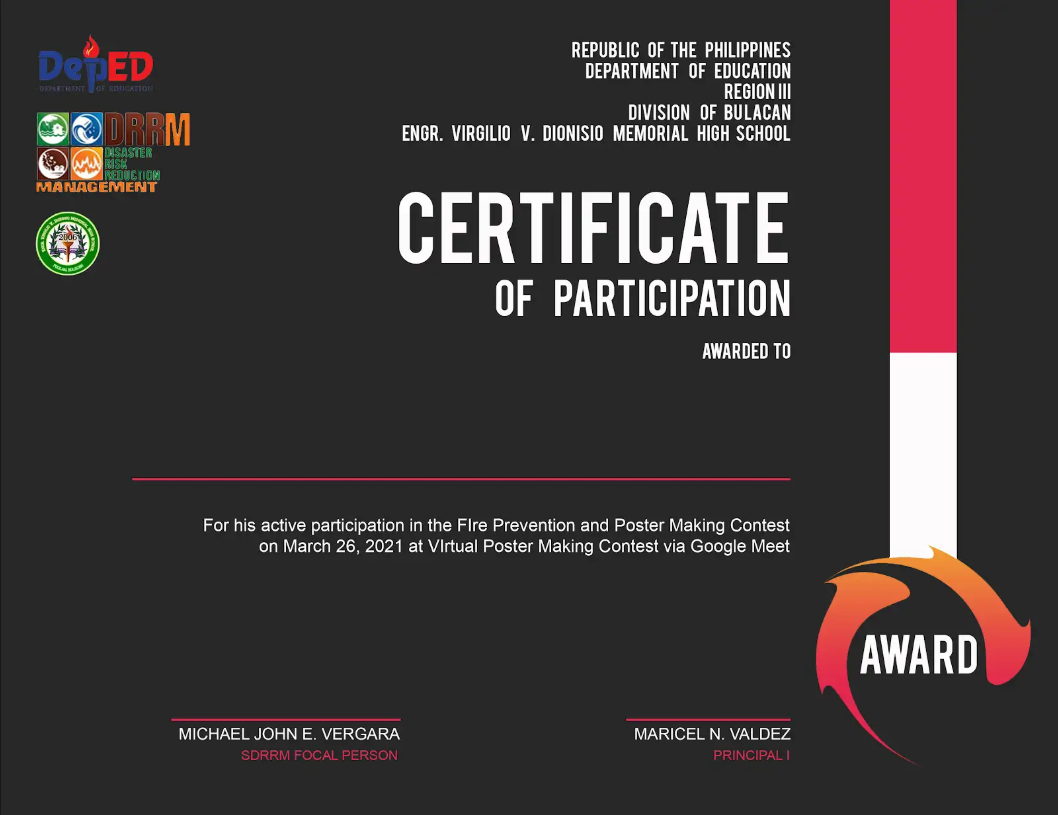 DepED
DEPARTMENT OF EDUCATION
DRRM
DISASTER
RISK
REDUCTION
MANAGEMENT
2006
REPUBLIC OF THE PHILIPPINES
DEPARTMENT OF EDUCATION
REGION III
DIVISION OF BULACAN
ENGR. VIRGILIO V. DIONISIO MEMORIAL HIGH SCHOOL
CERTIFICATE
OF PARTICIPATION
AWARDED TO
For his active participation in the FIre Prevention and Poster Making Contest
on March 26, 2021 at VIrtual Poster Making Contest via Google Meet
AWARD
MICHAEL JOHN E. VERGARA
SDRRM FOCAL PERSON
MARICEL N. VALDEZ
PRINCIPAL I